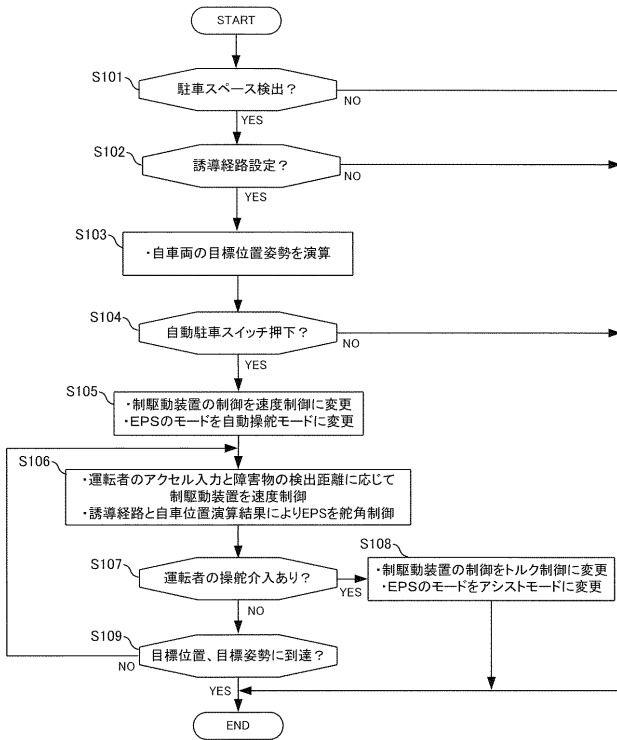 START
S101
駐車スペース検出？
NO
YES
S102
誘導経路設定？
NO
YES
S103
・自車両の目標位置姿勢を演算
S104
自動駐車スイッチ押下？
NO
YES
S105
・制駆動装置の制御を速度制御に変更
・EPSのモードを自動操舵モードに変更
S106
・運転者のアクセル入力と障害物の検出距離に応じて
制駆動装置を速度制御
・誘導経路と自車位置演算結果によりEPSを舵角制御
S107
運転者の操舵介入あり？
YES
NO
S108
・制駆動装置の制御をトルク制御に変更
・EPSのモードをアシストモードに変更
S109
目標位置、目標姿勢に到達？
NO
YES
END